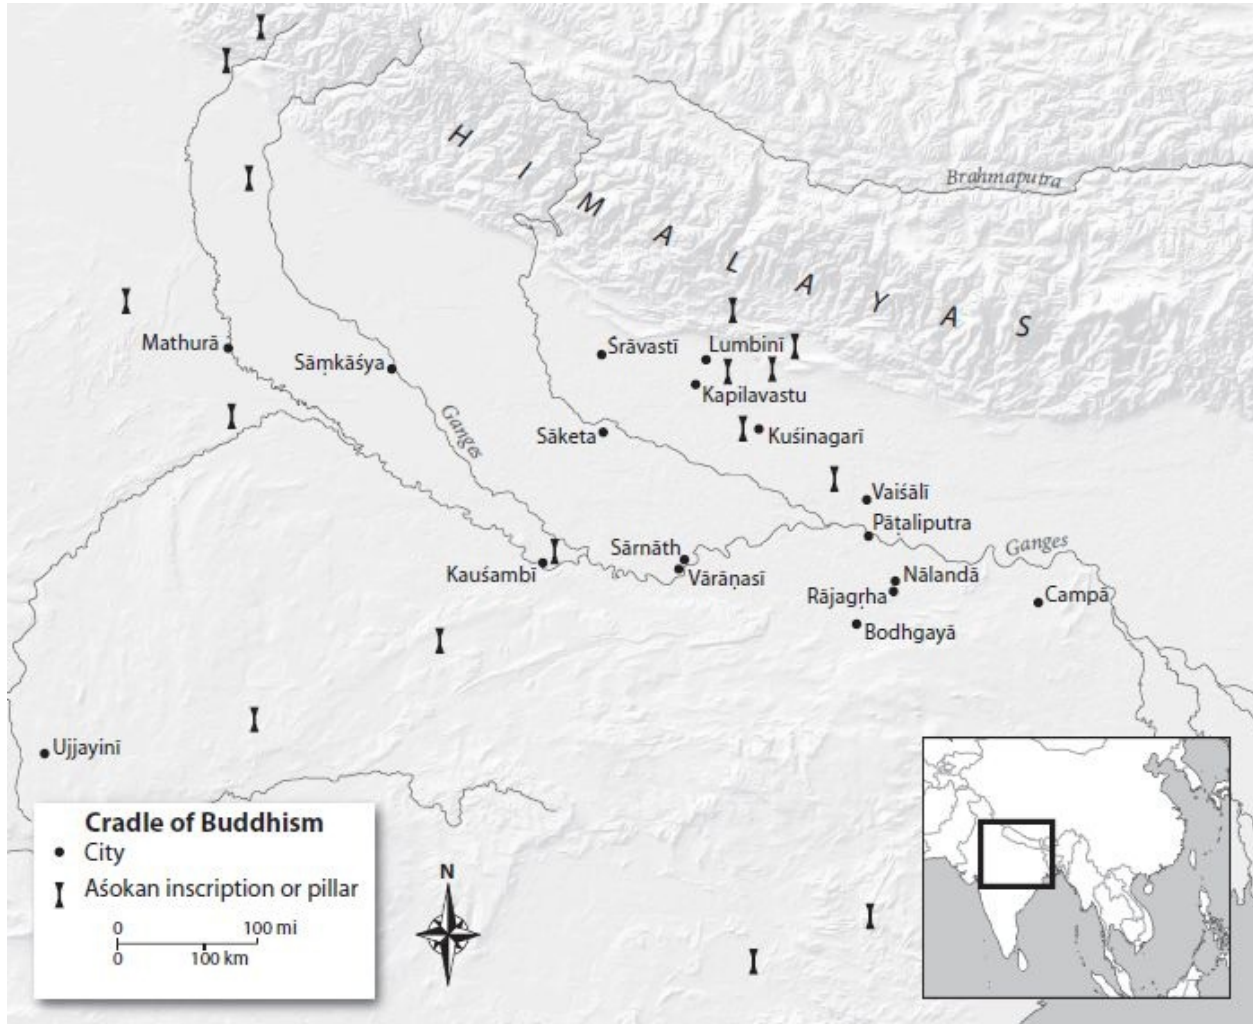 HIMALAYAS
Brahmaputra
Mathurā
Sāṃkāśya
Śrāvastī
Lumbinī
Kapilavastu
Ganges
Sāketa
Kuśinagarī
Vaiśālī
Pāṭaliputra
Ganges
Sārnāth
Kauśambī
Vārāṇasī
Nālandā
Rājagṛha
Campā
Bodhgayā
Ujjayinī
Cradle of Buddhism
City
Aśokan inscription or pillar
0 100 mi
0 100 km
N